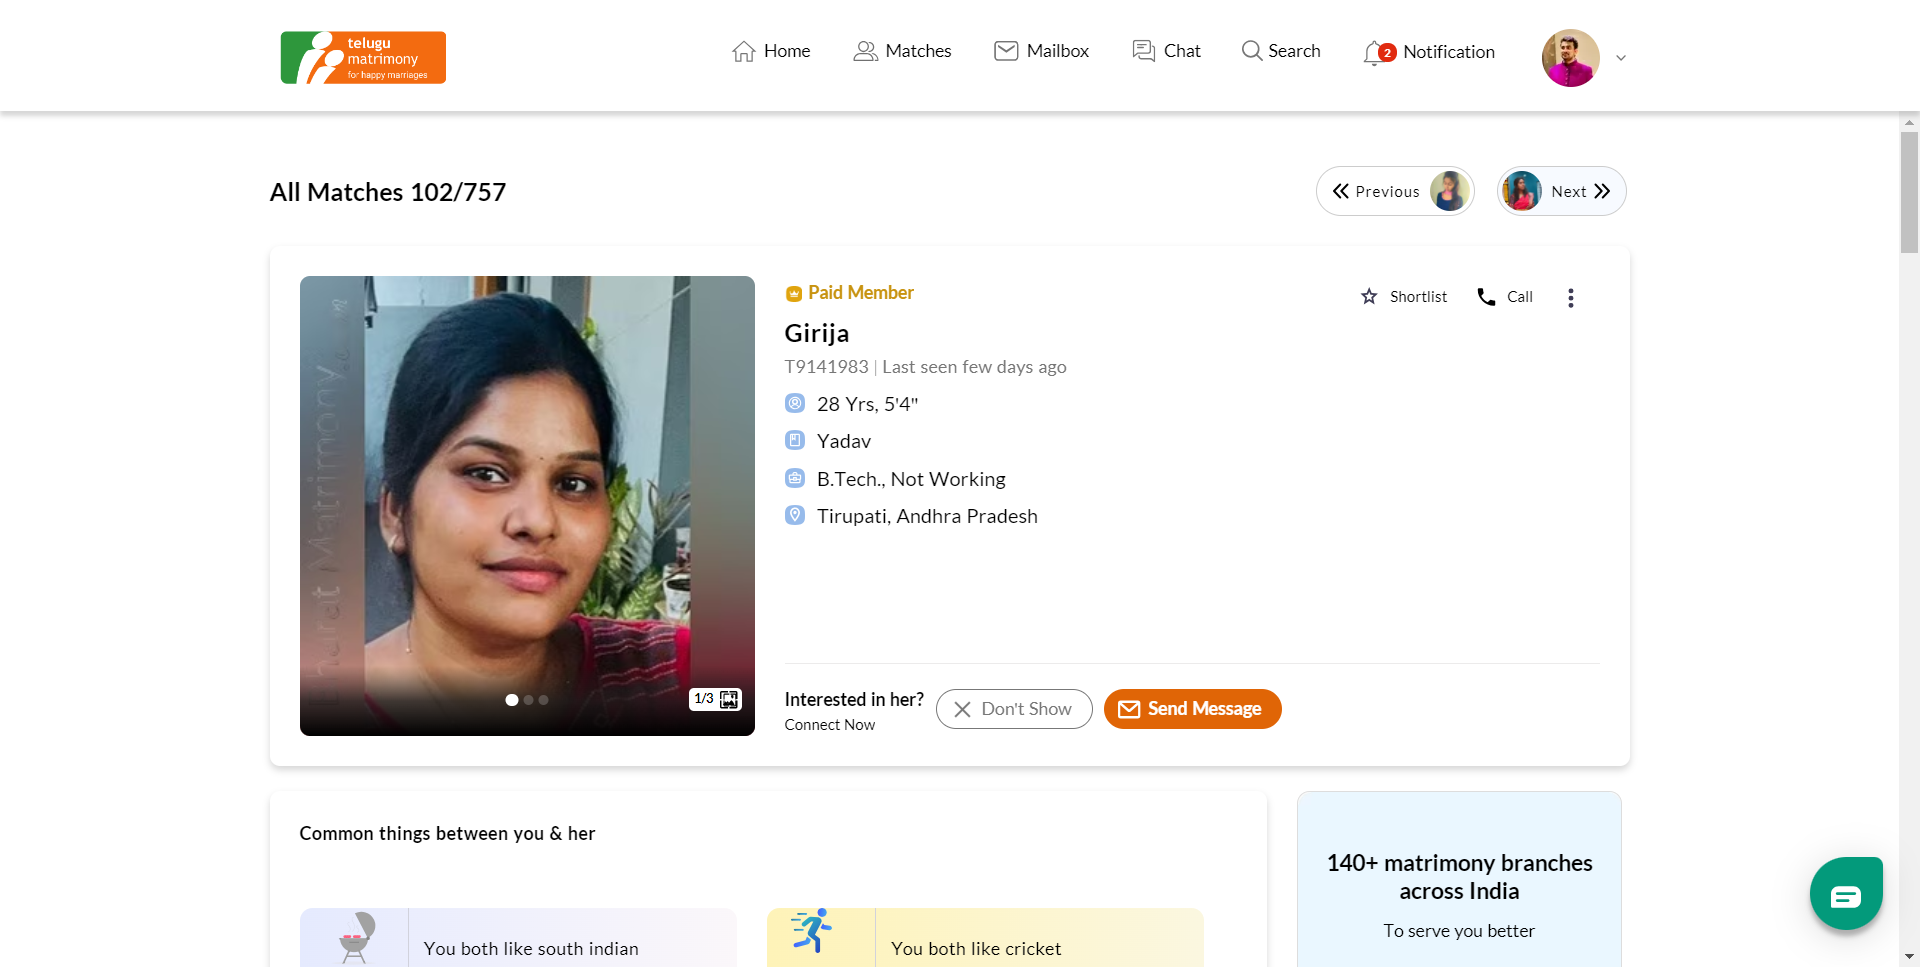 telugu
matrimony
for happy marriages
Home
Matches
Mailbox
Chat
Search
2
Notification
All Matches 102/757
Previous
Next
Bharat Matrimony
Paid Member
Shortlist
Call
Girija
T9141983 | Last seen few days ago
28 Yrs, 5'4"
Yadav
B.Tech., Not Working
Tirupati, Andhra Pradesh
1/3
Interested in her?
Connect Now
Don't Show
Send Message
Common things between you & her
You both like south indian
You both like cricket
140+ matrimony branches
across India
To serve you better